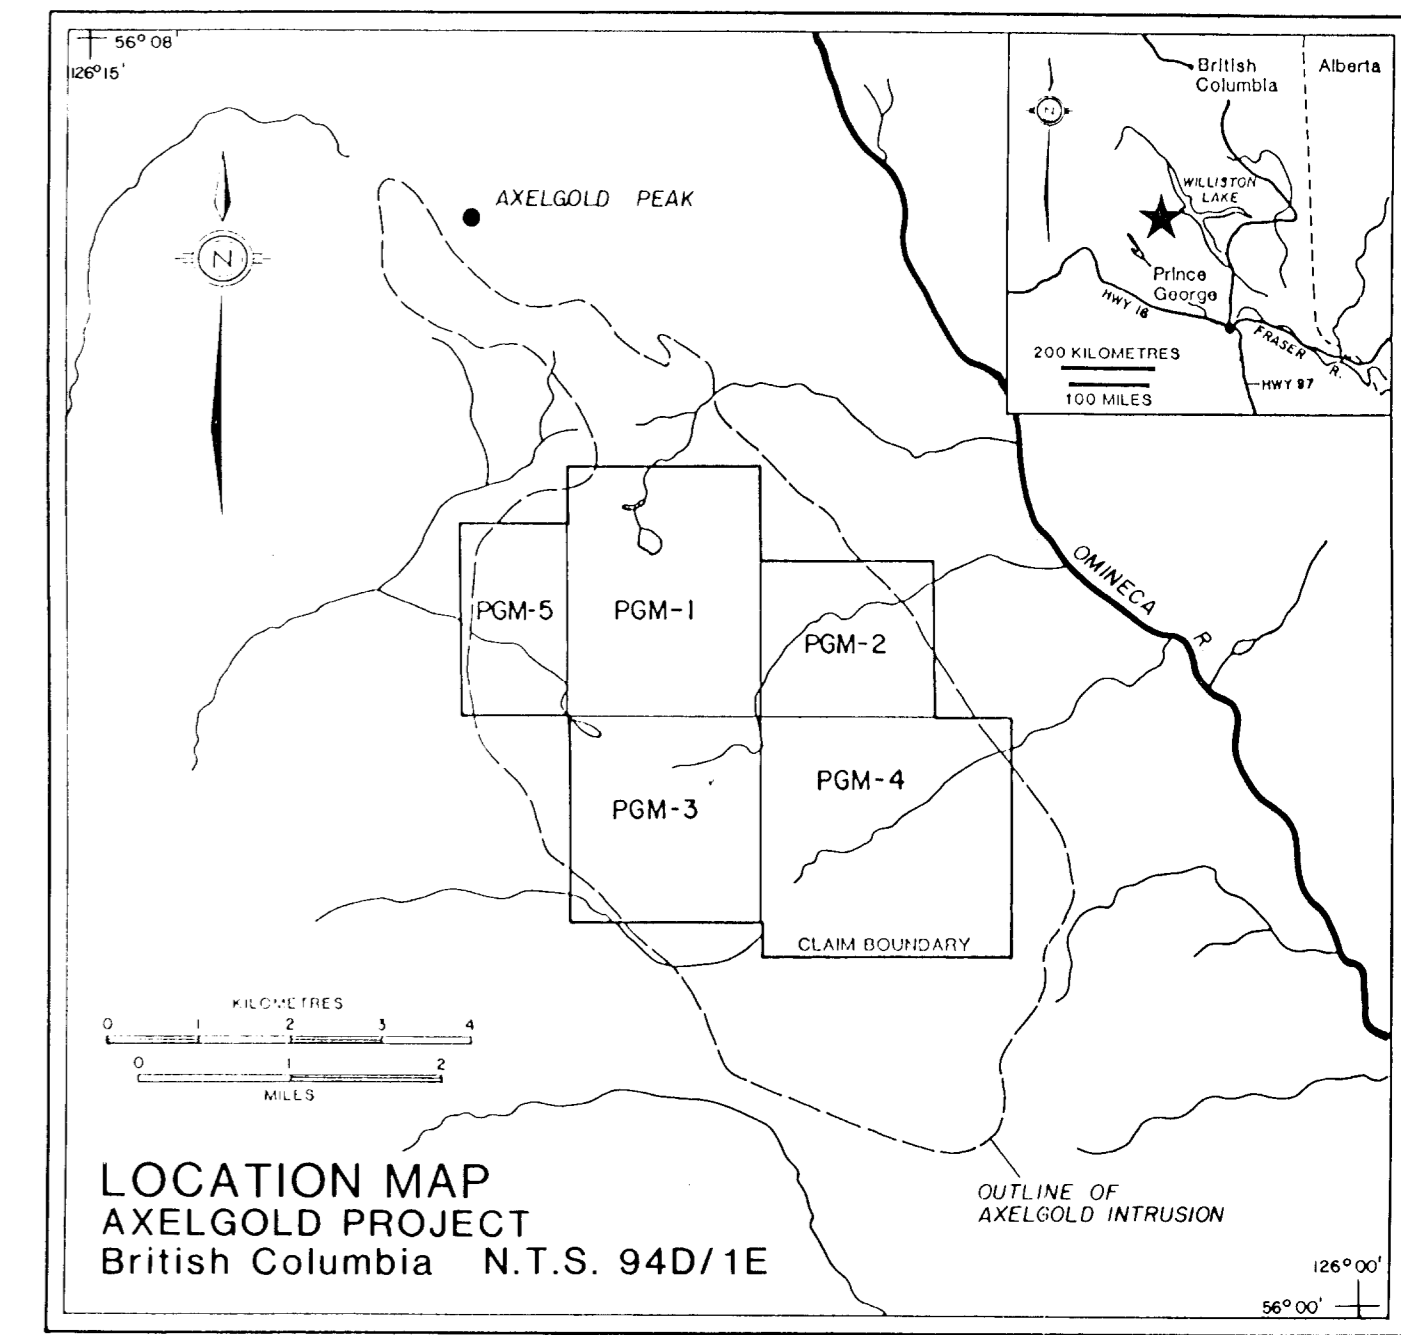 56° 08'
126° 15'
N
AXELGOLD PEAK
N
British
Columbia
Alberta
WILLISTON
LAKE
Prince
George
HWY 16
FRASER R.
HWY 97
200 KILOMETRES
100 MILES
OMINECA R
PGM-5
PGM-1
PGM-2
PGM-4
PGM-3
CLAIM BOUNDARY
KILOMETRES
0 1 2 3 4
0 1 2
MILES
LOCATION MAP
AXELGOLD PROJECT
British Columbia N.T.S. 94D/1E
OUTLINE OF
AXELGOLD INTRUSION
126° 00'
56° 00'